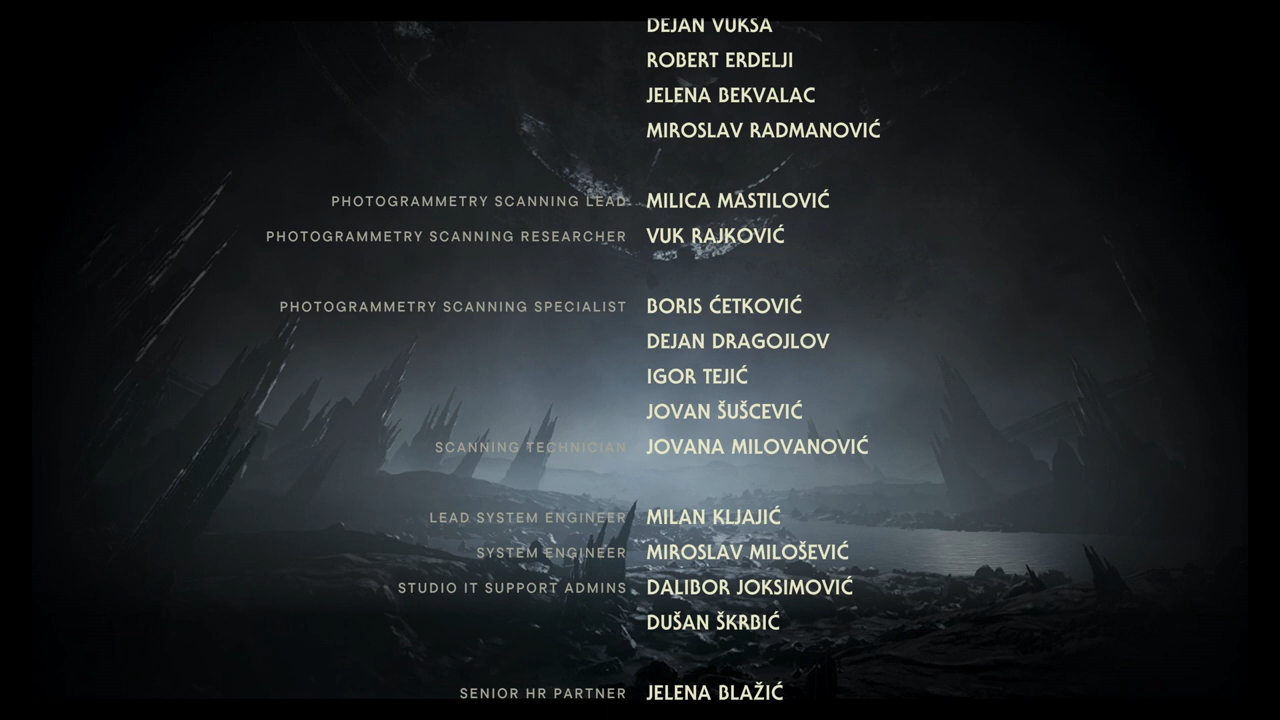 DEJAN VUKSA
ROBERT ERDELJI
JELENA BEKVALAC
MIROSLAV RADMANOVIĆ
PHOTOGRAMMETRY SCANNING LEAD MILICA MASTILOVIĆ
PHOTOGRAMMETRY SCANNING RESEARCHER VUK RAJKOVIĆ
PHOTOGRAMMETRY SCANNING SPECIALIST BORIS ĆETKOVIĆ
DEJAN DRAGOJLOV
IGOR TEJIĆ
JOVAN ŠUŠCEVIĆ
SCANNING TECHNICIAN JOVANA MILOVANOVIĆ
LEAD SYSTEM ENGINEER MILAN KLJAJIĆ
SYSTEM ENGINEER MIROSLAV MILOŠEVIĆ
STUDIO IT SUPPORT ADMINS DALIBOR JOKSIMOVIĆ
DUŠAN ŠKRBIĆ
SENIOR HR PARTNER JELENA BLAŽIĆ